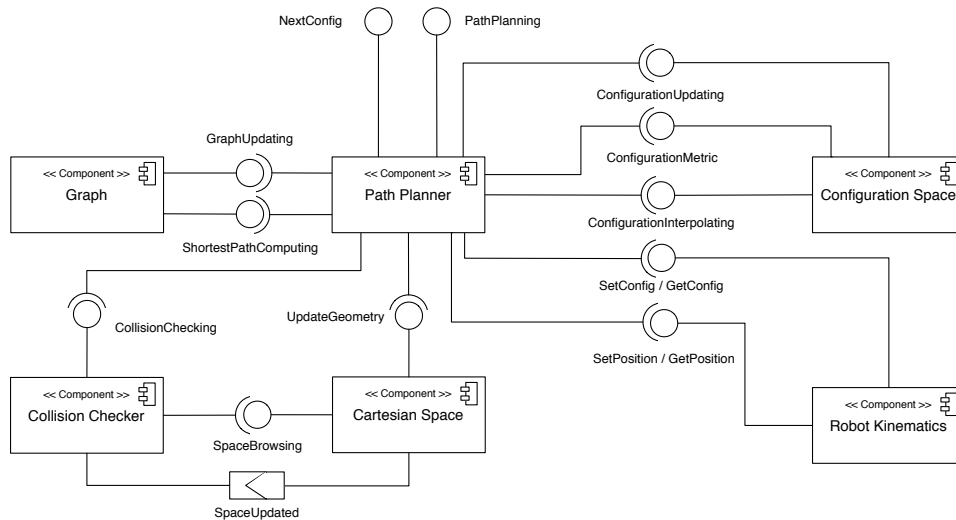 NextConfig
PathPlanning
ConfigurationUpdating
GraphUpdating
ConfigurationMetric
<< Component >>
Graph
<< Component >>
Path Planner
<< Component >>
Configuration Space
ShortestPathComputing
ConfigurationInterpolating
SetConfig / GetConfig
CollisionChecking
UpdateGeometry
SetPosition / GetPosition
<< Component >>
Collision Checker
<< Component >>
Cartesian Space
<< Component >>
Robot Kinematics
SpaceBrowsing
SpaceUpdated